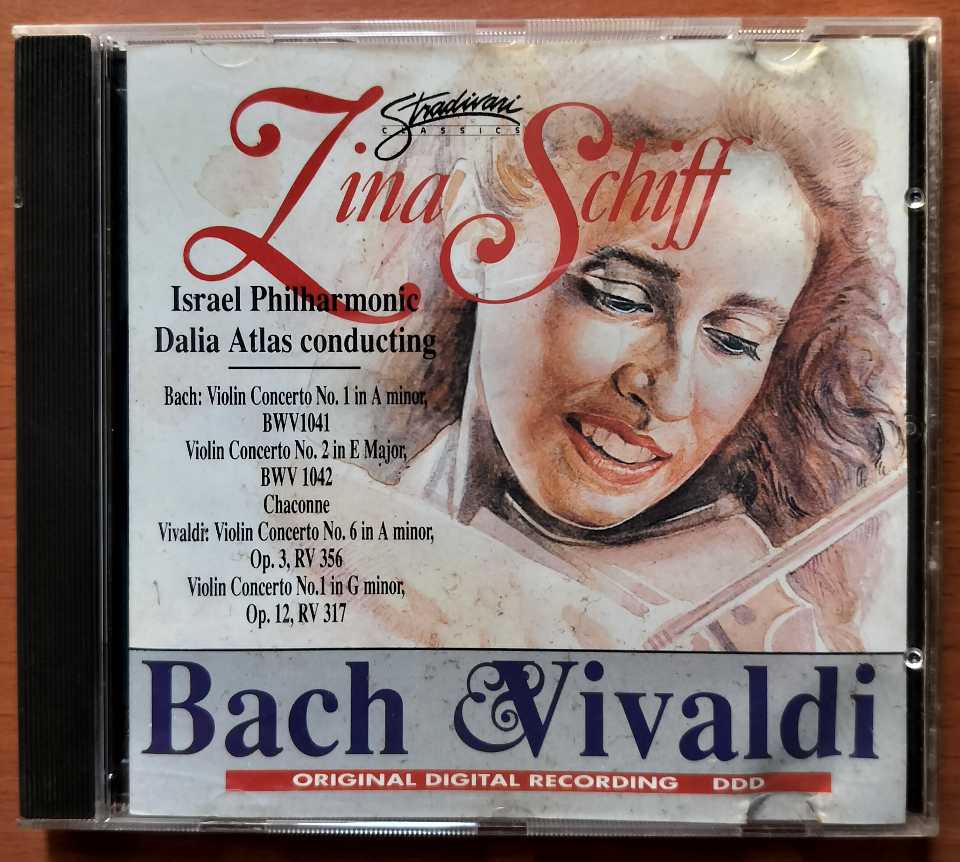 Stradivari
CLASSICS
Zina Schiff
Israel Philharmonic
Dalia Atlas conducting
Bach: Violin Concerto No. 1 in A minor,
BWV1041
Violin Concerto No. 2 in E Major,
BWV 1042
Chaconne
Vivaldi: Violin Concerto No. 6 in A minor,
Op. 3, RV 356
Violin Concerto No.1 in G minor,
Op. 12, RV 317
Bach & Vivaldi
ORIGINAL DIGITAL RECORDING DDD